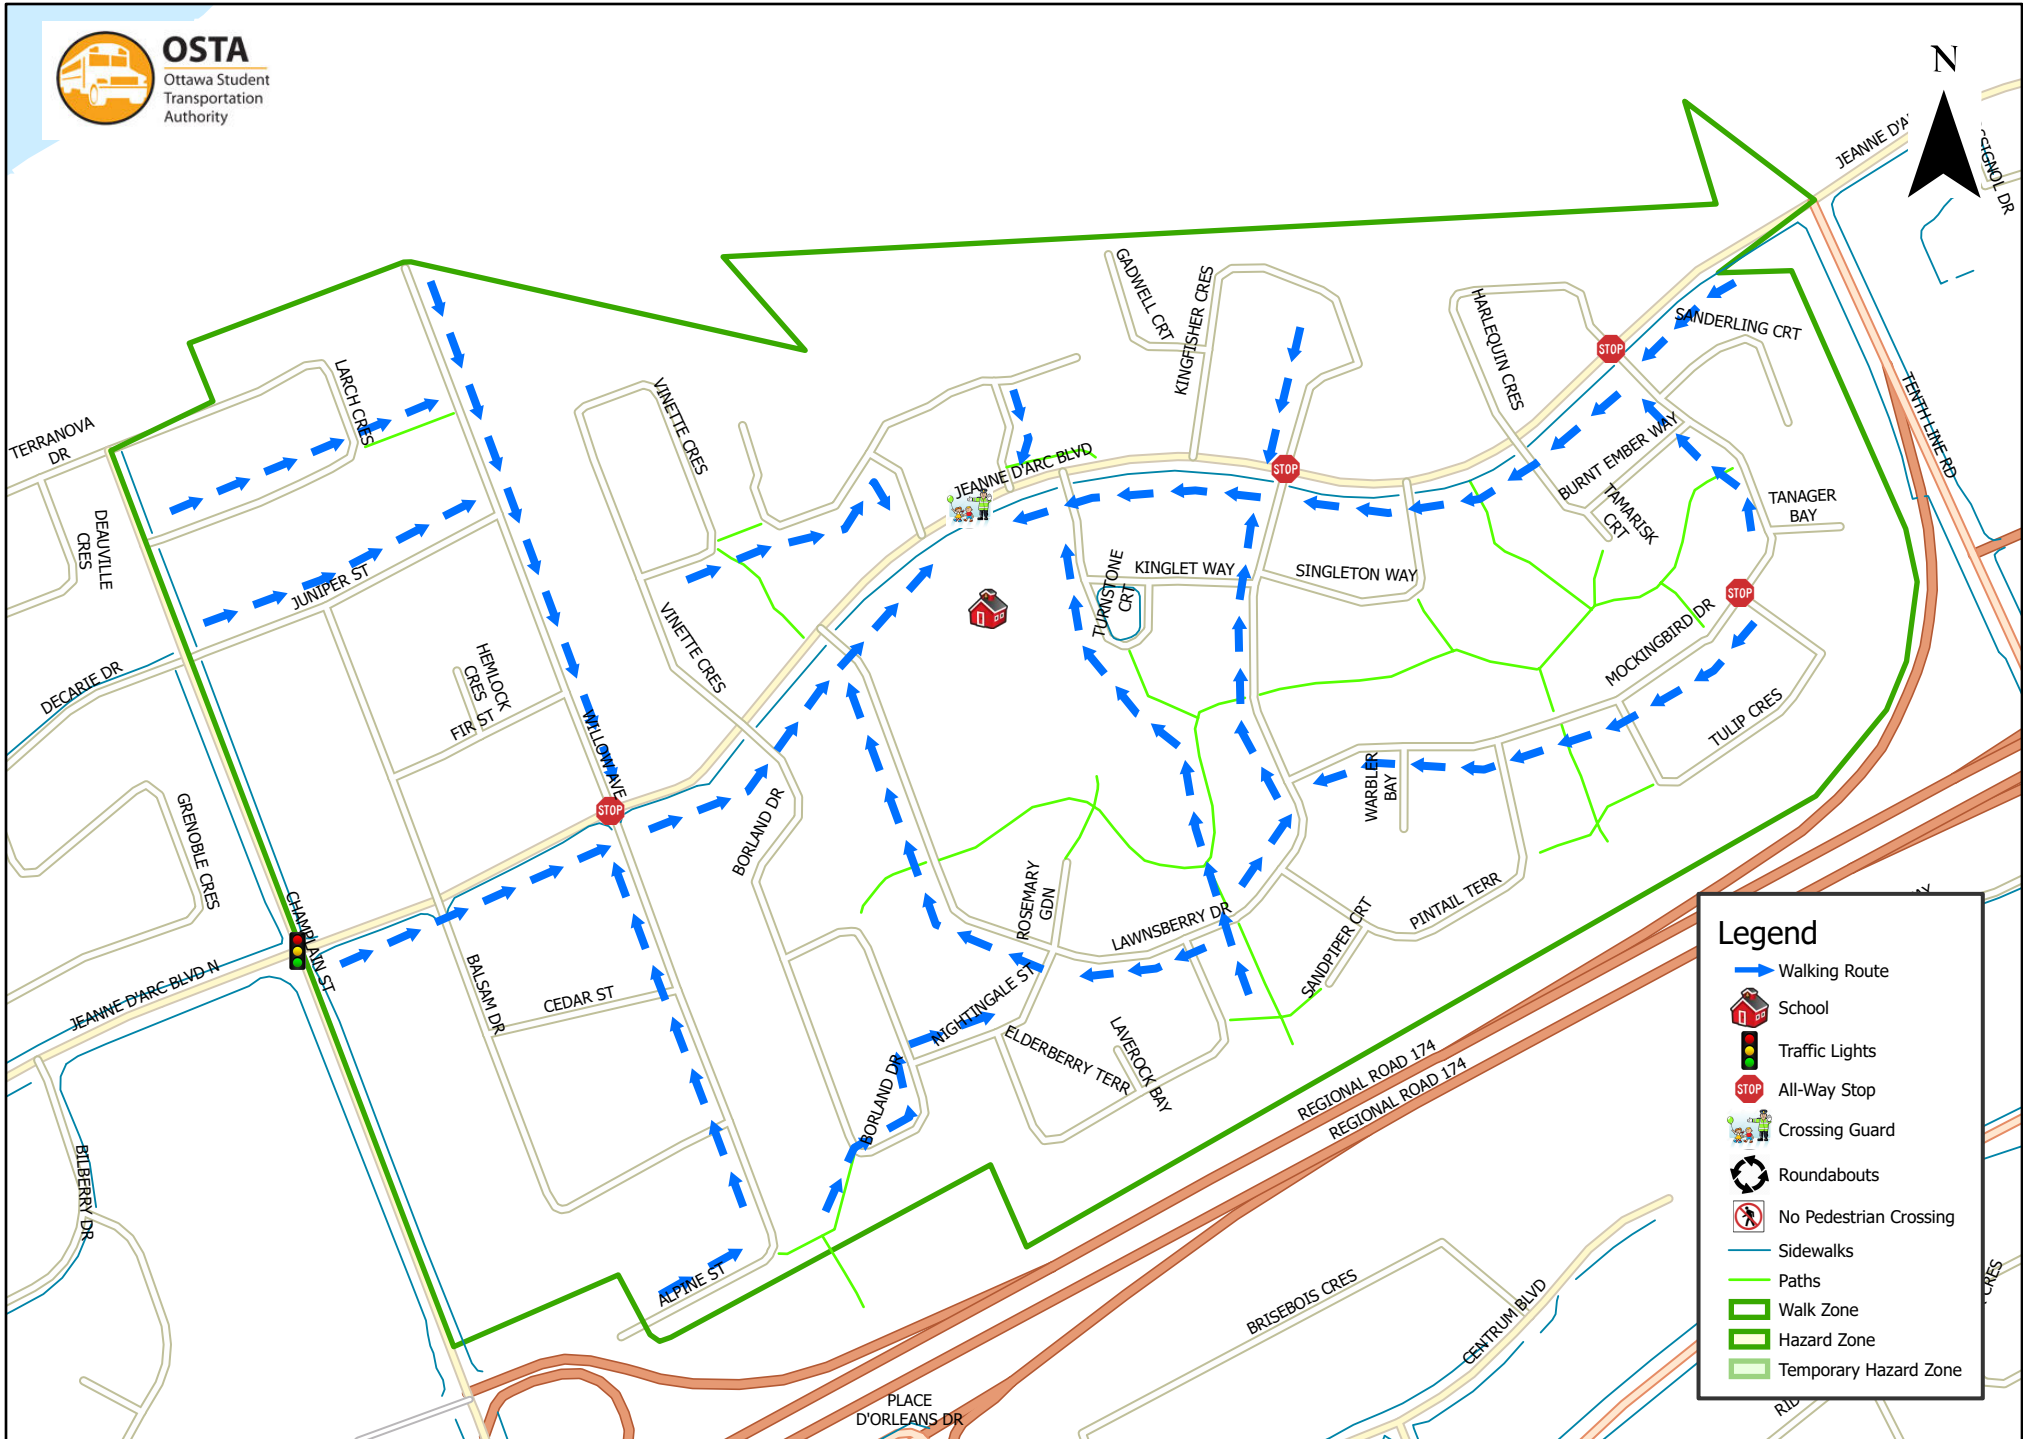 OSTA
Ottawa Student
Transportation
Authority
N
JEANNE D'A
TERRANOVA
DR
LARCH CRES
DEAUVILLE
CRES
JUNIPER ST
DECARIE DR
HEMLOCK
CRES
FIR ST
WILLOW AVE
GRENOBLE CRES
CHAMPLAIN ST
JEANNE D'ARC BLVD N
BALSAM DR
CEDAR ST
BILBERRY DR
ALPINE ST
VINETTE CRES
VINETTE CRES
BORLAND DR
BORLAND DR
JEANNE D'ARC BLVD
GADWELL CRT
KINGFISHER CRES
HARLEQUIN CRES
SANDERLING CRT
STOP
STOP
STOP
STOP
BURNT EMBER WAY
TAMARISK
CRT
TANAGER
BAY
TENTH LINE RD
TURNSTONE
CRT
KINGLET WAY
SINGLETON WAY
MOCKINGBIRD DR
TULIP CRES
WARBLER
BAY
PINTAIL TERR
SANDPIPER CRT
LAWNSBERRY DR
ROSEMARY
GDN
NIGHTINGALE ST
ELDERBERRY TERR
LAVEROCK BAY
REGIONAL ROAD 174
REGIONAL ROAD 174
BRISEBOIS CRES
CENTRUM BLVD
PLACE
D'ORLEANS DR
Legend
Walking Route
School
Traffic Lights
STOP
All-Way Stop
Crossing Guard
Roundabouts
No Pedestrian Crossing
Sidewalks
Paths
Walk Zone
Hazard Zone
Temporary Hazard Zone
CRES